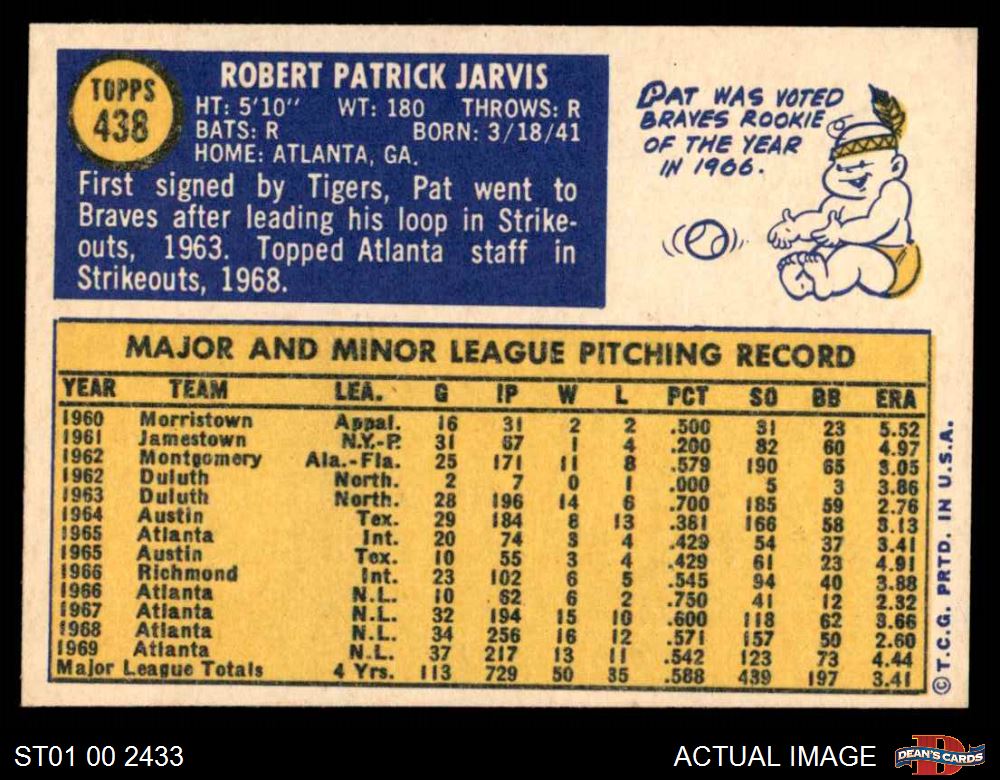 TOPPS
438
ROBERT PATRICK JARVIS
HT: 5'10" WT: 180 THROWS: R
BATS: R BORN: 3/18/41
HOME: ATLANTA, GA.
First signed by Tigers, Pat went to
Braves after leading his loop in Strike-
outs, 1963. Topped Atlanta staff in
Strikeouts, 1968.
PAT WAS VOTED
BRAVES ROOKIE
OF THE YEAR
IN 1966.
MAJOR AND MINOR LEAGUE PITCHING RECORD
YEAR TEAM LEA. G IP W L PCT SO BB ERA
1960 Morristown Appal. 16 31 2 2 .500 31 23 5.52
1961 Jamestown N.Y.-P. 31 67 1 4 .200 82 60 4.97
1962 Montgomery Ala.-Fla. 25 171 11 8 .579 190 65 3.05
1962 Duluth North. 2 7 0 1 .000 5 3 3.86
1963 Duluth North. 28 196 14 6 .700 185 59 2.76
1964 Austin Tex. 29 184 8 13 .381 166 58 3.13
1965 Atlanta Int. 20 74 3 4 .429 54 37 3.41
1965 Austin Tex. 10 55 3 4 .429 61 23 4.91
1966 Richmond Int. 23 102 6 5 .545 94 40 3.88
1966 Atlanta N.L. 10 62 6 2 .750 41 12 2.32
1967 Atlanta N.L. 32 194 15 10 .600 118 62 3.66
1968 Atlanta N.L. 34 256 16 12 .571 157 50 2.60
1969 Atlanta N.L. 37 217 13 11 .542 123 73 4.44
Major League Totals 4 Yrs. 113 729 50 35 .588 439 197 3.41
© T.C.G. PRTD. IN U.S.A.
ST01 00 2433
ACTUAL IMAGE
D
DEAN'S CARDS